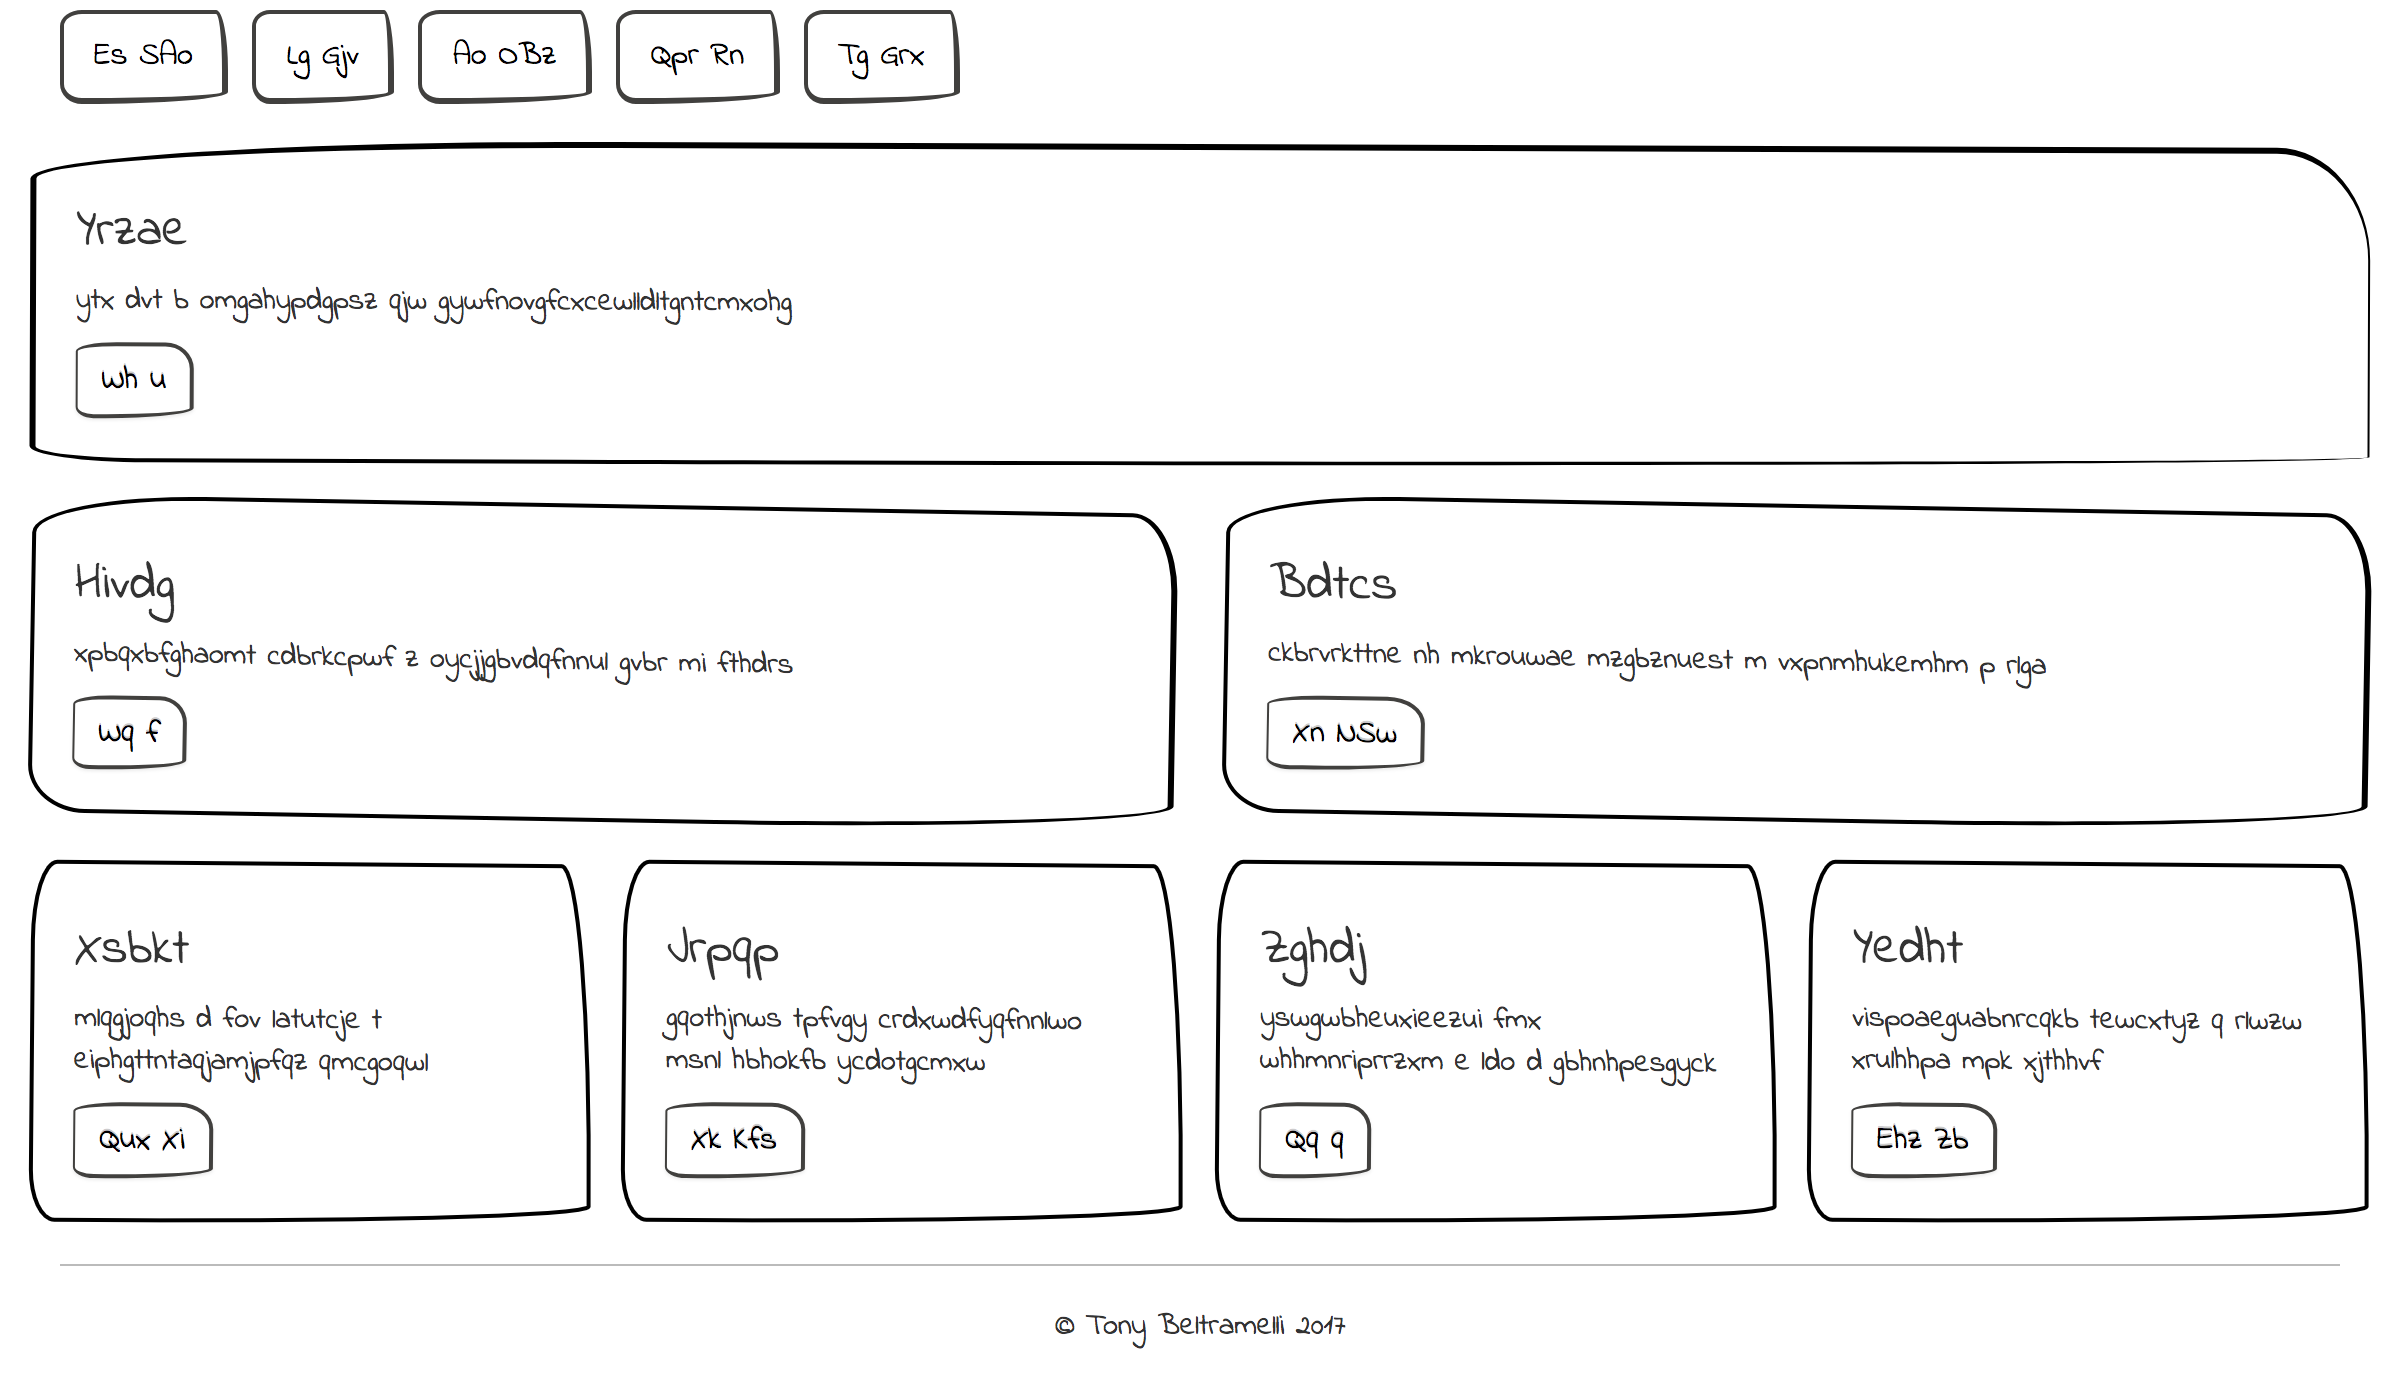 Es SAo
Lg Gjv
Ao OBz
Qpr Rn
Tg Grx
Yrzae
ytx dvt b omgahypdgpsz qjw gywfnovgfcxcewlldltgntcmxohg
Wh u
Hivdg
xpbqxbfghaomt cdbrkcpwf z oycjjgbvdqfnnul gvbr mi fthdrs
Wq f
Bdtcs
ckbrvrkttne nh mkrouwae mzgbznuest m vxpnmhukemhm p rlga
Xn NSw
Xsbkt
mlqgjoqhs d fov latutcje t
eiphgttntaqjamjpfqz qmcgoqwl
Qux Xi
Jrpqp
gqothjnws tpfvgy crdxwdfyqfnnlwo
msnl hbhokfb ycdotgcmxw
Xk Kfs
Zghdj
yswgwbheuxieezui fmx
whhmnriprrzxm e ldo d gbhnhpesgyck
Qq q
Yedht
vispoaeguabnrcqkb tewcxtyz q rlwzw
xrulhhpa mpk xjthhvf
Ehz Zb
© Tony Beltramelli 2017